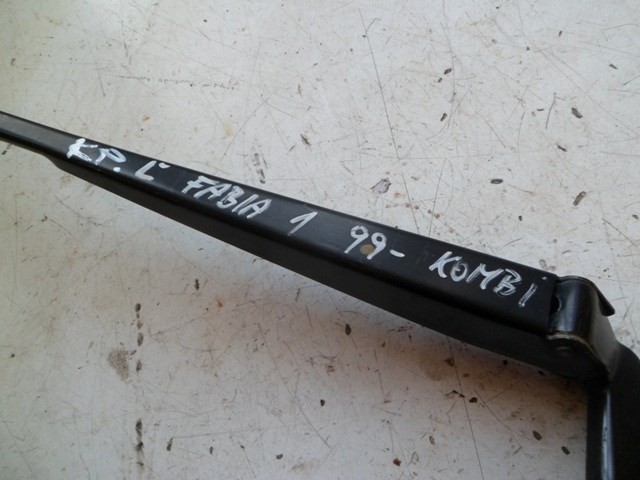 KP. L FABIA 1 99- KOMBI